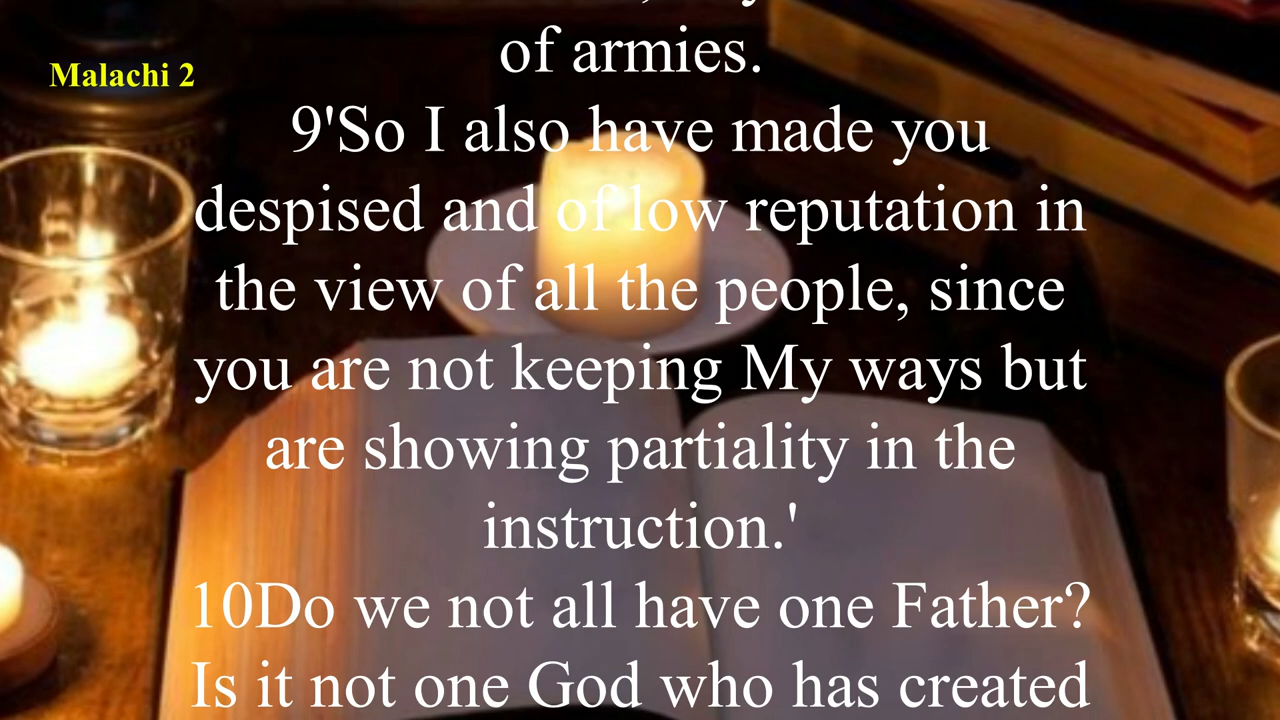 Malachi 2
of armies.
9'So I also have made you
despised and of low reputation in
the view of all the people, since
you are not keeping My ways but
are showing partiality in the
instruction.'
10Do we not all have one Father?
Is it not one God who has created